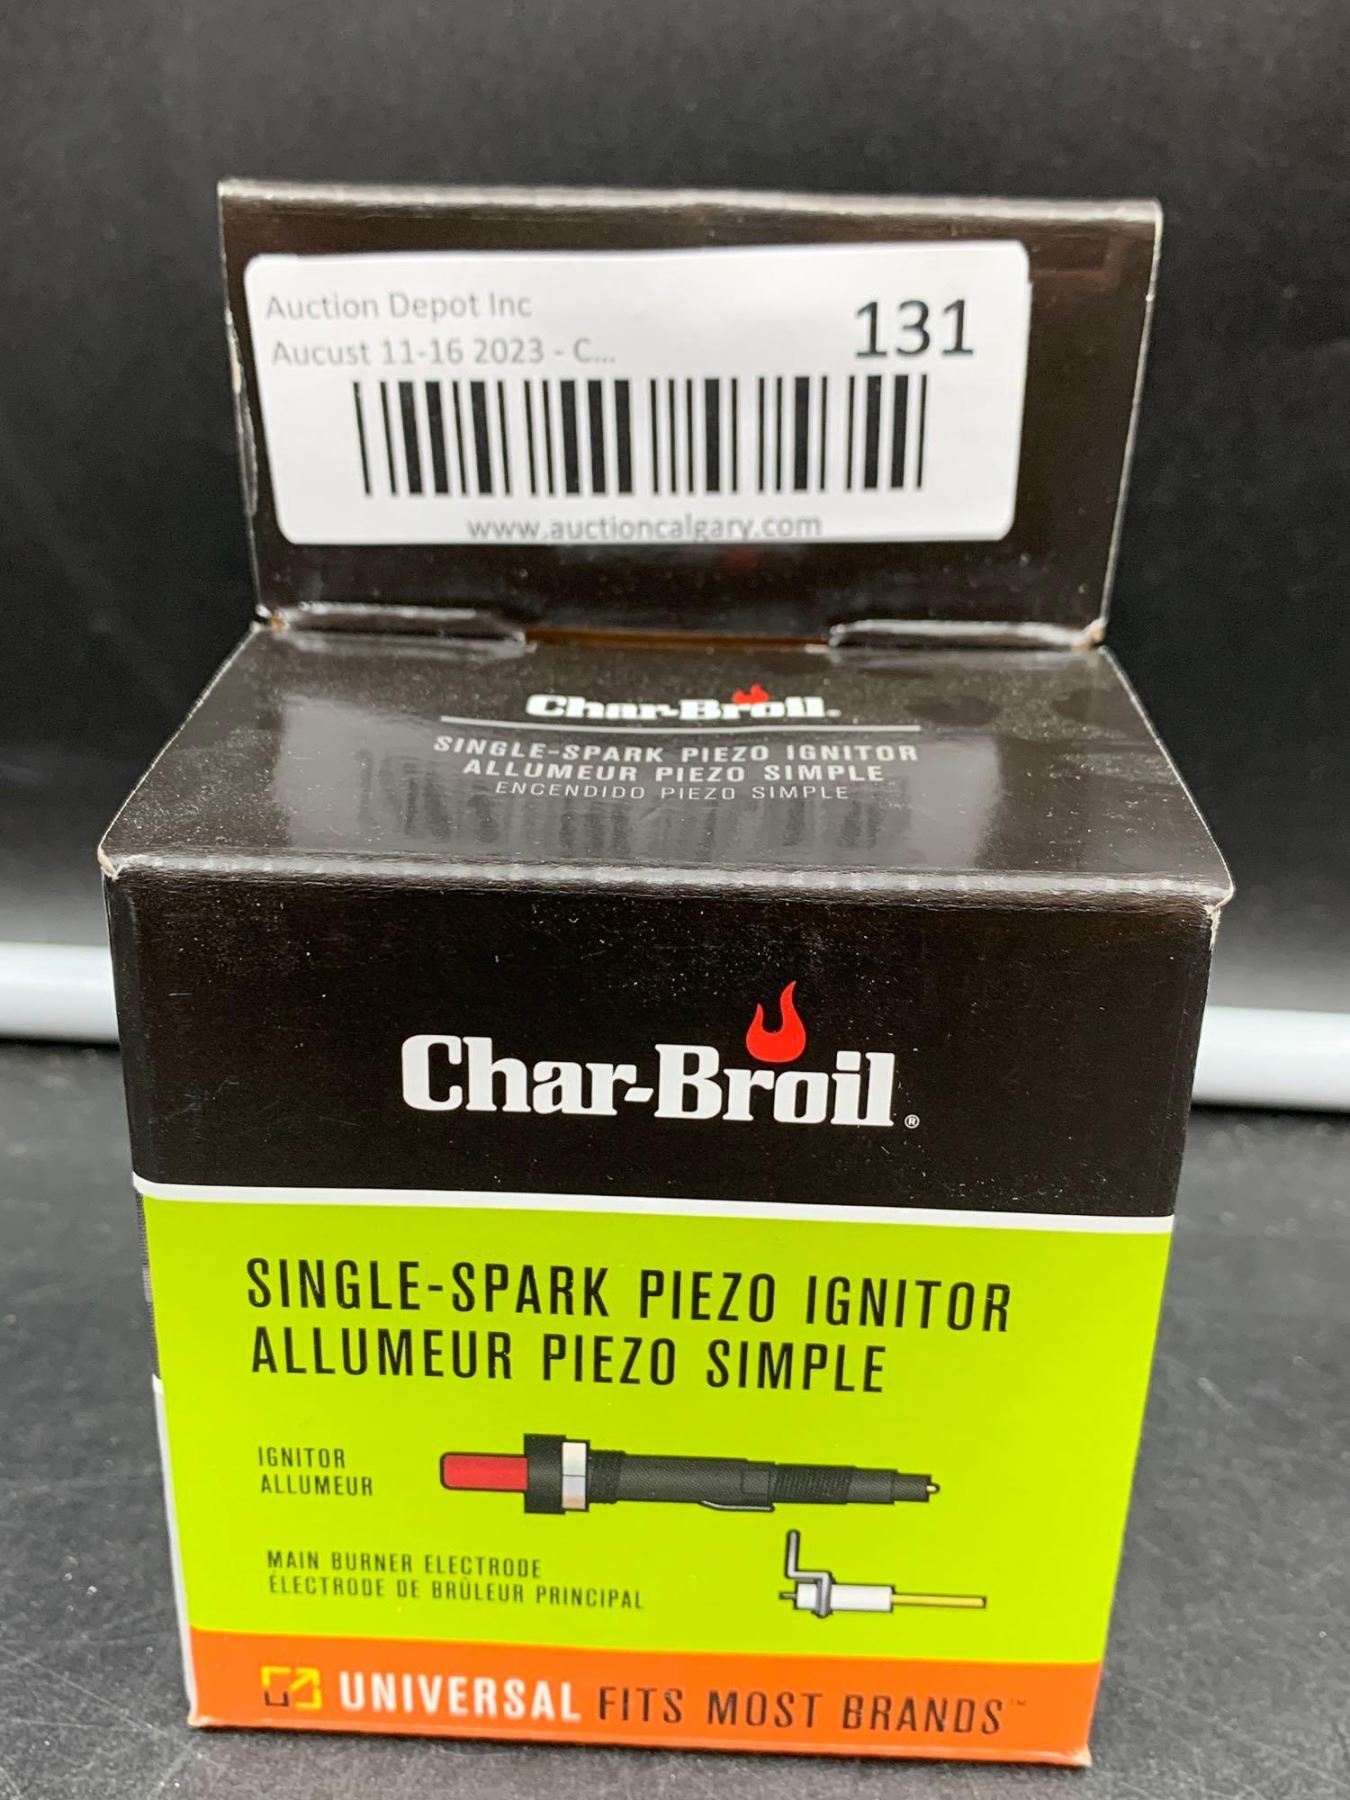 Auction Depot Inc
131
Aucust 11-16 2023 - C...
www.auctioncalgary.com
Char-Broil®
SINGLE-SPARK PIEZO IGNITOR
ALLUMEUR PIEZO SIMPLE
ENCENDIDO PIEZO SIMPLE
Char-Broil®
SINGLE-SPARK PIEZO IGNITOR
ALLUMEUR PIEZO SIMPLE
IGNITOR
ALLUMEUR
MAIN BURNER ELECTRODE
ÉLECTRODE DE BRÛLEUR PRINCIPAL
UNIVERSAL FITS MOST BRANDS™